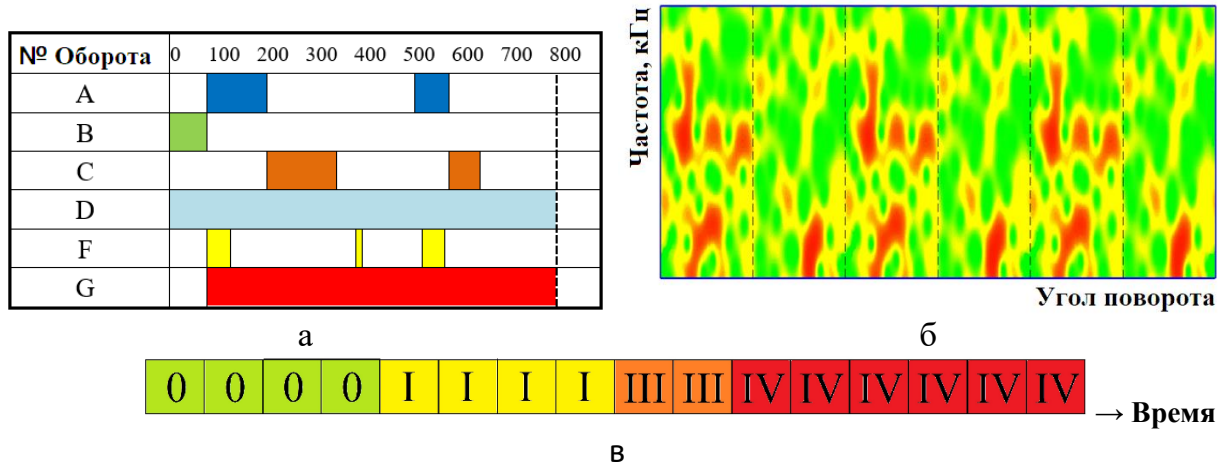 № Оборота 0 100 200 300 400 500 600 700 800
A
B
C
D
F
G
Частота, кГц
Угол поворота
а
б
0 0 0 0 I I I I III III IV IV IV IV IV IV
→ Время
в